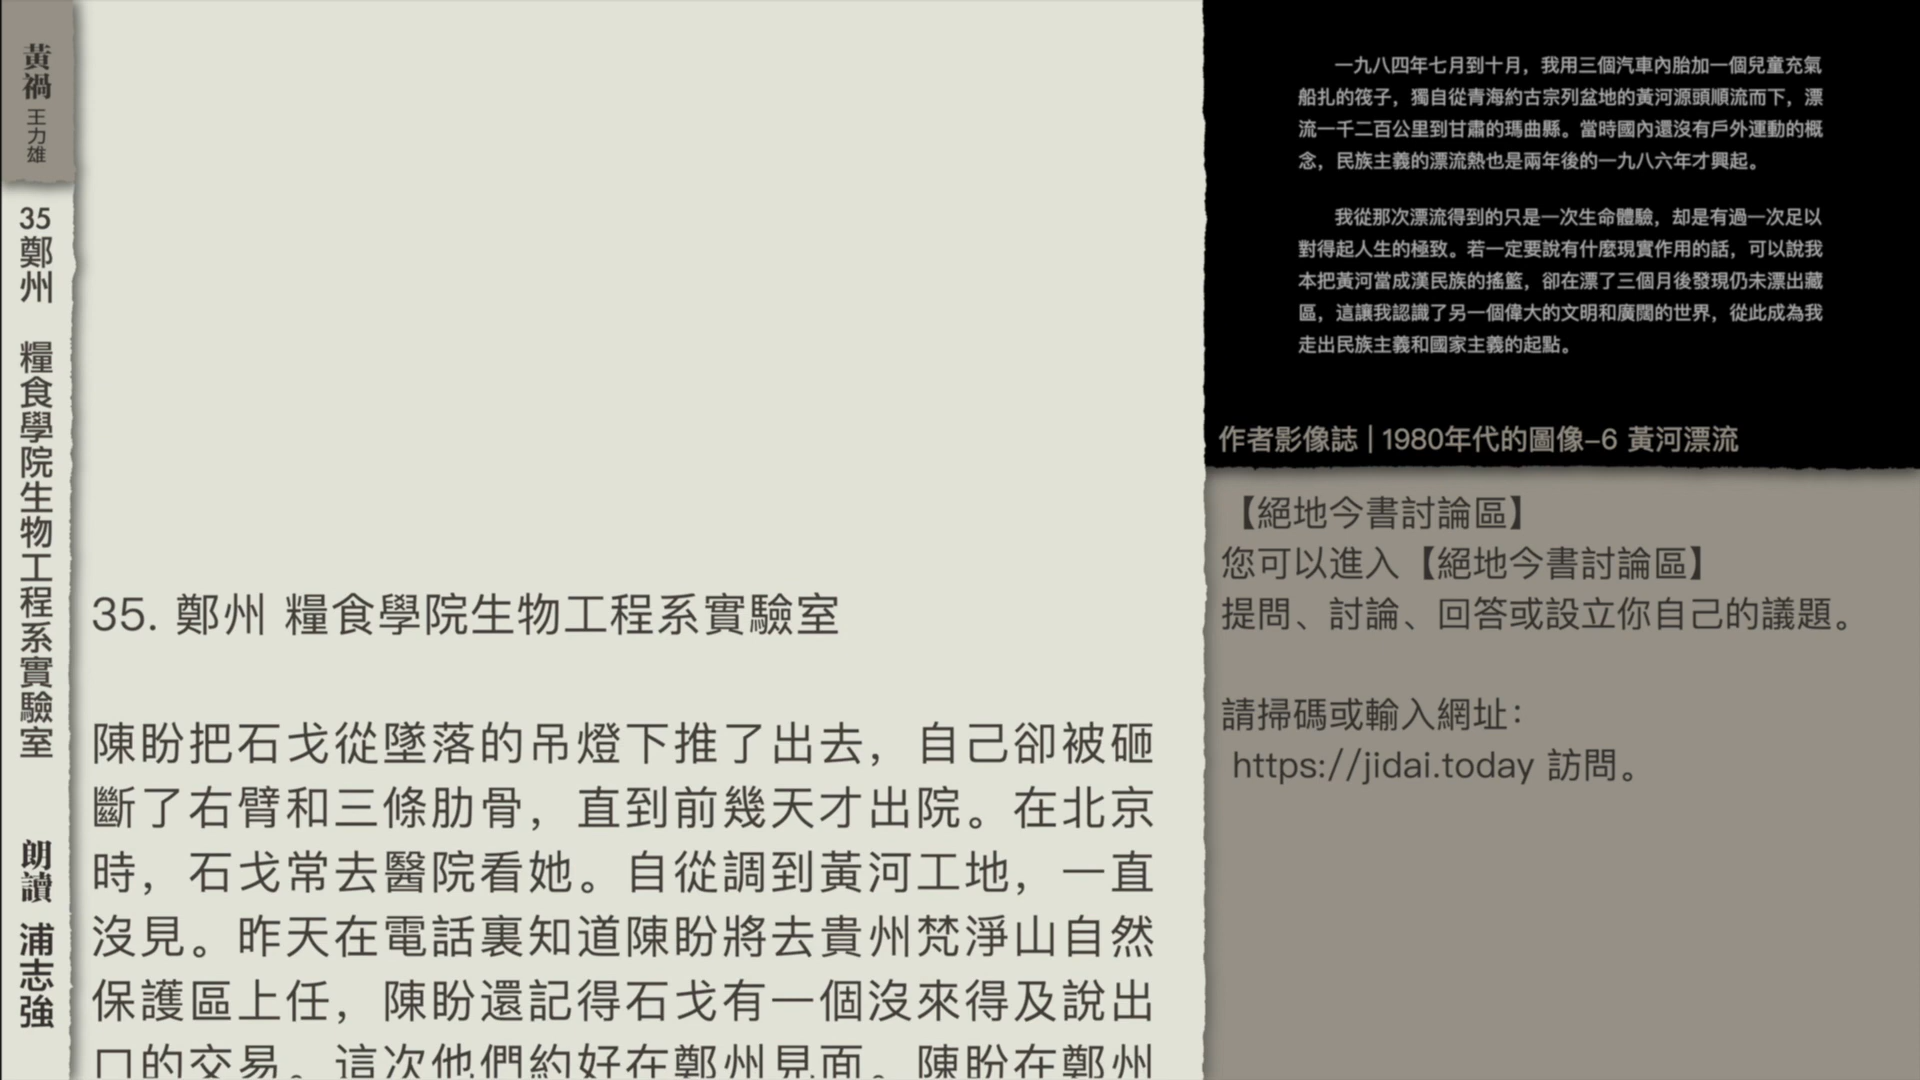 黃禍 王力雄
35 鄭州 糧食學院生物工程系實驗室
朗讀 浦志強
35. 鄭州 糧食學院生物工程系實驗室
陳盼把石戈從墜落的吊燈下推了出去，自己卻被砸
斷了右臂和三條肋骨，直到前幾天才出院。在北京
時，石戈常去醫院看她。自從調到黃河工地，一直
沒見。昨天在電話裏知道陳盼將去貴州梵淨山自然
保護區上任，陳盼還記得石戈有一個沒來得及說出
口的交易。這次他們約好在鄭州見面。陳盼在鄭州
一九八四年七月到十月，我用三個汽車內胎加一個兒童充氣
船扎的筏子，獨自從青海約古宗列盆地的黃河源頭順流而下，漂
流一千二百公里到甘肅的瑪曲縣。當時國內還沒有戶外運動的概
念，民族主義的漂流熱也是兩年後的一九八六年才興起。
我從那次漂流得到的只是一次生命體驗，却是有過一次足以
對得起人生的極致。若一定要說有什麼現實作用的話，可以說我
本把黃河當成漢民族的搖籃，卻在漂了三個月後發現仍未漂出藏
區，這讓我認識了另一個偉大的文明和廣闊的世界，從此成為我
走出民族主義和國家主義的起點。
作者影像誌 | 1980年代的圖像–6 黃河漂流
【絕地今書討論區】
您可以進入【絕地今書討論區】
提問、討論、回答或設立你自己的議題。
請掃碼或輸入網址：
https://jidai.today 訪問。